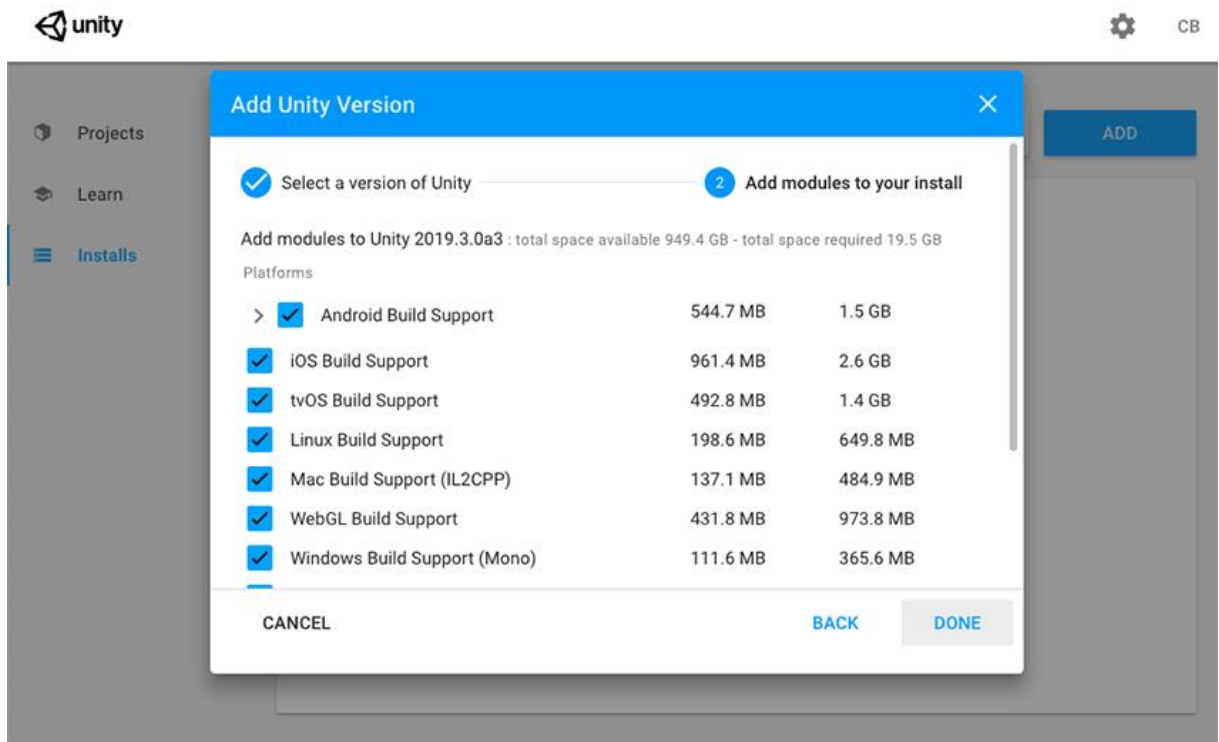 unity
CB
Projects
Learn
Installs
Add Unity Version
ADD
Select a version of Unity
2 Add modules to your install
Add modules to Unity 2019.3.0a3 : total space available 949.4 GB - total space required 19.5 GB
Platforms
Android Build Support 544.7 MB 1.5 GB
iOS Build Support 961.4 MB 2.6 GB
tvOS Build Support 492.8 MB 1.4 GB
Linux Build Support 198.6 MB 649.8 MB
Mac Build Support (IL2CPP) 137.1 MB 484.9 MB
WebGL Build Support 431.8 MB 973.8 MB
Windows Build Support (Mono) 111.6 MB 365.6 MB
CANCEL BACK DONE